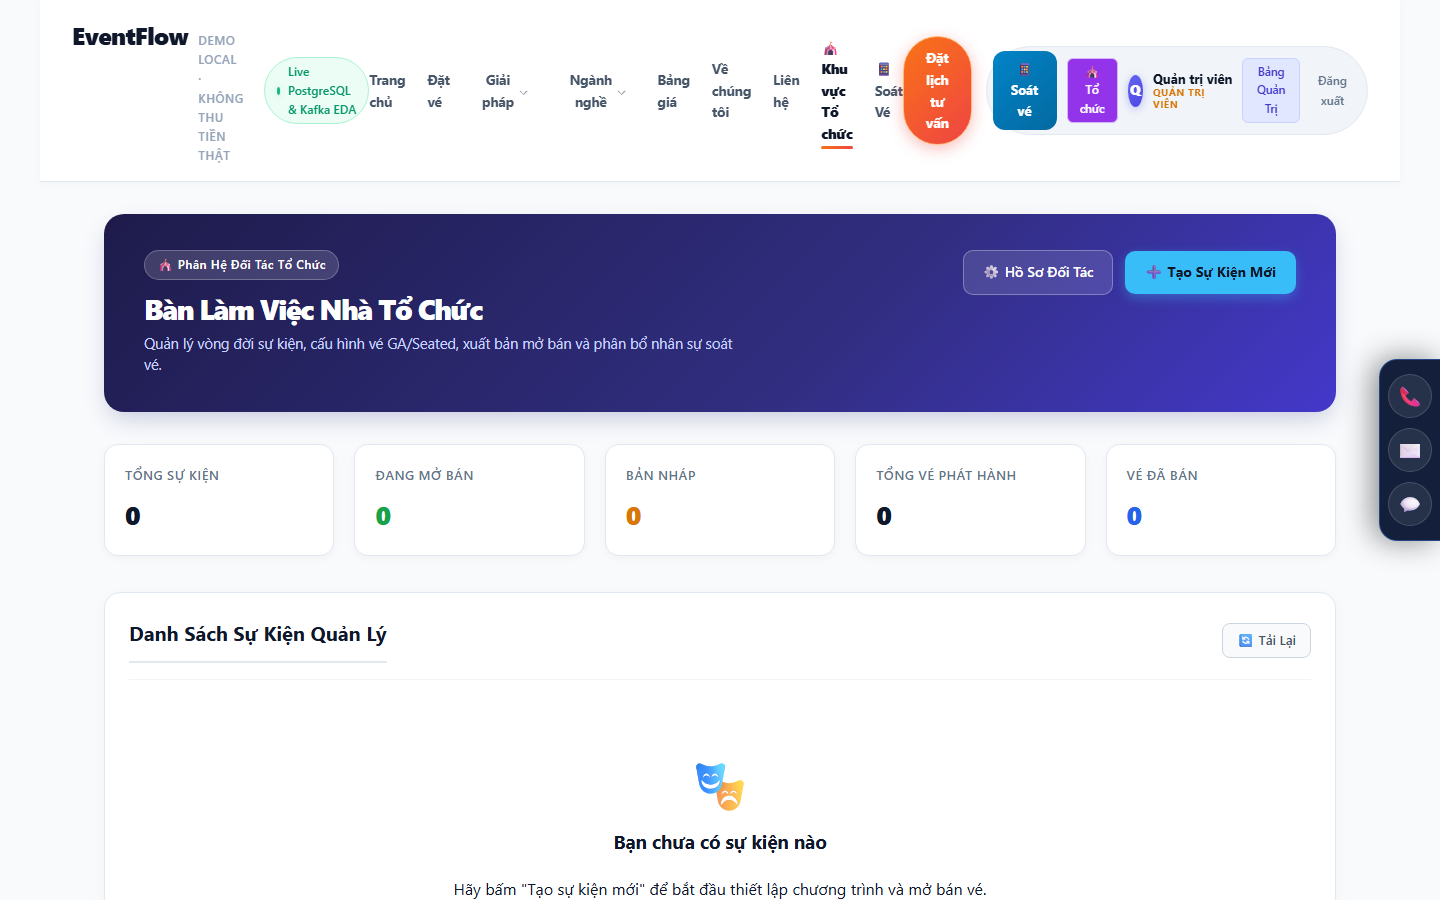 EventFlow
DEMO
LOCAL
·
KHÔNG
THU
TIỀN
THẬT
Live
PostgreSQL
& Kafka EDA
Trang
chủ
Đặt
vé
Giải
pháp
Ngành
nghề
Bảng
giá
Về
chúng
tôi
Liên
hệ
Khu
vực
Tổ
chức
Soát
Vé
Đặt
lịch
tư
vấn
Soát
vé
Tổ
chức
Q
Quản trị viên
QUẢN TRỊ
VIÊN
Bảng
Quản
Trị
Đăng
xuất
Phân Hệ Đối Tác Tổ Chức
Bàn Làm Việc Nhà Tổ Chức
Quản lý vòng đời sự kiện, cấu hình vé GA/Seated, xuất bản mở bán và phân bổ nhân sự soát
vé.
Hồ Sơ Đối Tác
Tạo Sự Kiện Mới
TỔNG SỰ KIỆN
0
ĐANG MỞ BÁN
0
BẢN NHÁP
0
TỔNG VÉ PHÁT HÀNH
0
VÉ ĐÃ BÁN
0
Danh Sách Sự Kiện Quản Lý
Tải Lại
Bạn chưa có sự kiện nào
Hãy bấm "Tạo sự kiện mới" để bắt đầu thiết lập chương trình và mở bán vé.